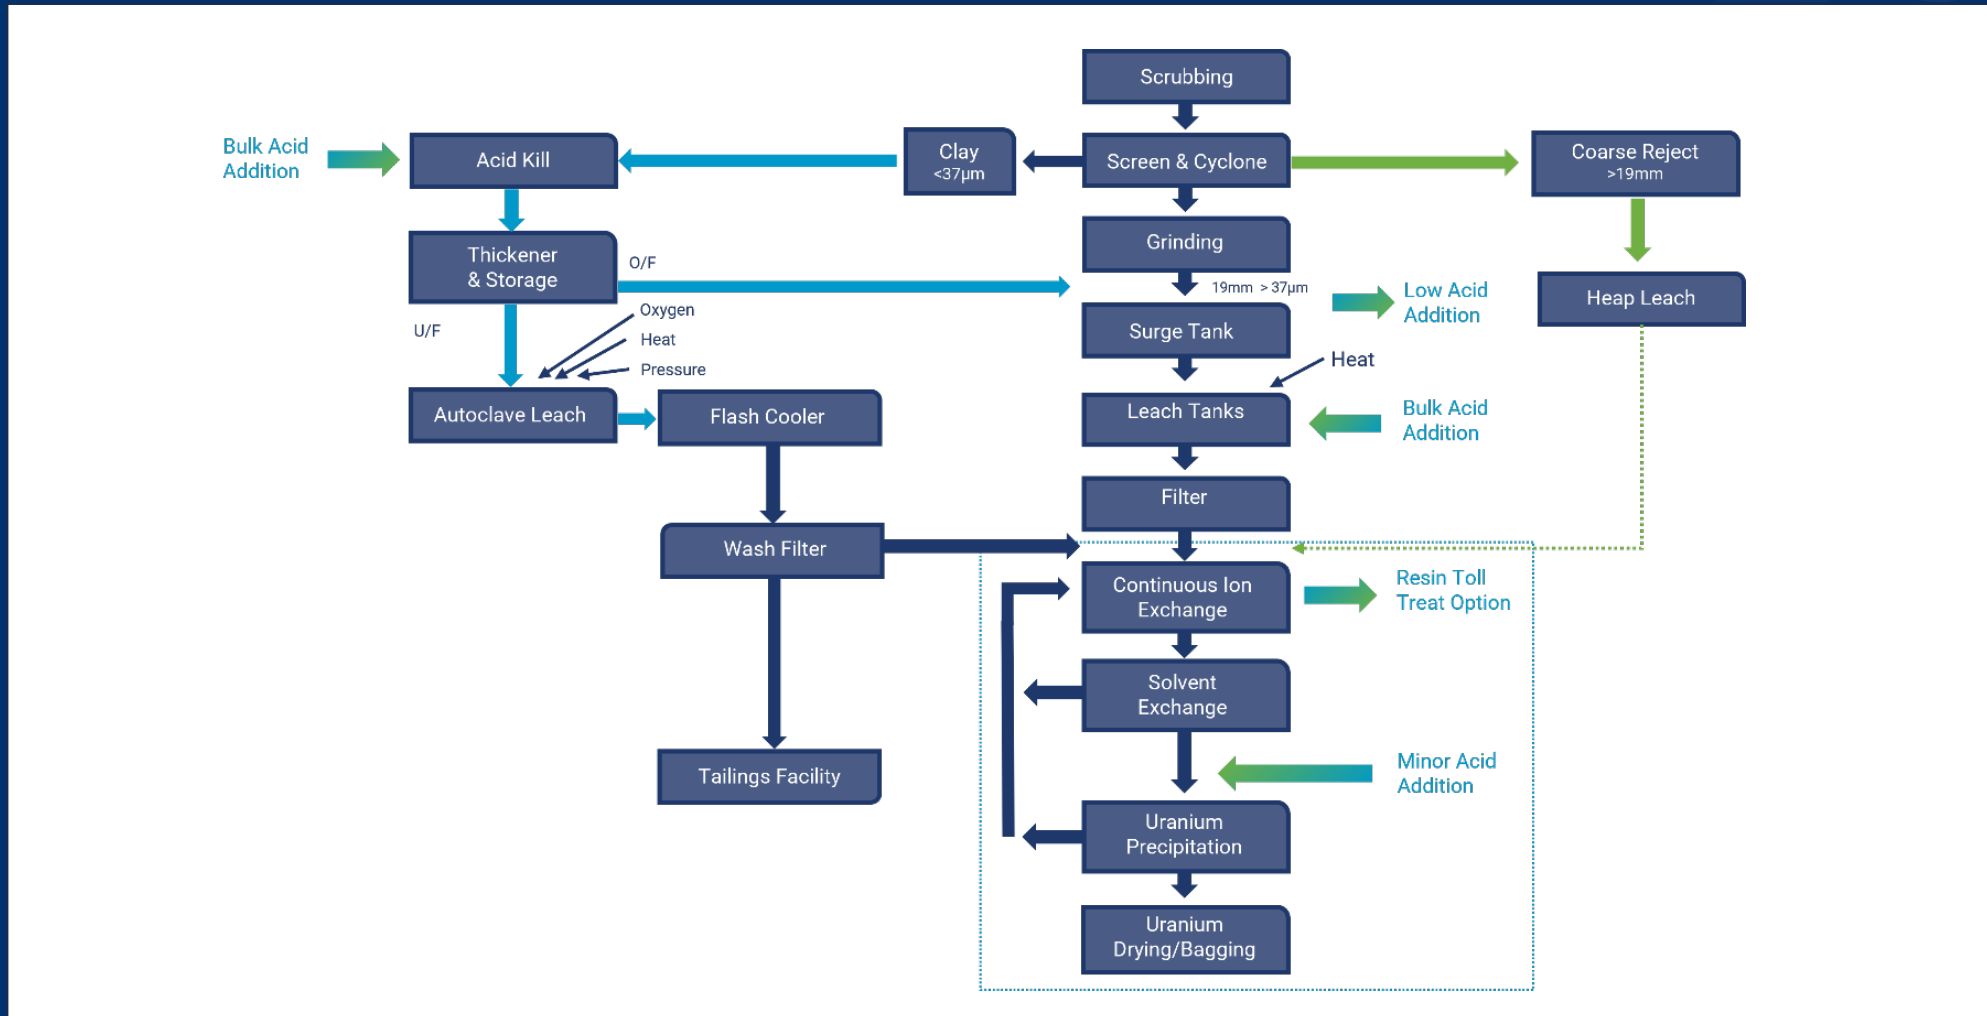 Scrubbing
Bulk Acid
Addition
Acid Kill
Clay
<37µm
Screen & Cyclone
Coarse Reject
>19mm
Thickener
& Storage
O/F
Grinding
19mm > 37µm
Low Acid
Addition
Heap Leach
U/F
Oxygen
Heat
Pressure
Surge Tank
Heat
Autoclave Leach
Flash Cooler
Leach Tanks
Bulk Acid
Addition
Filter
Wash Filter
Continuous Ion
Exchange
Resin Toll
Treat Option
Solvent
Exchange
Tailings Facility
Minor Acid
Addition
Uranium
Precipitation
Uranium
Drying/Bagging